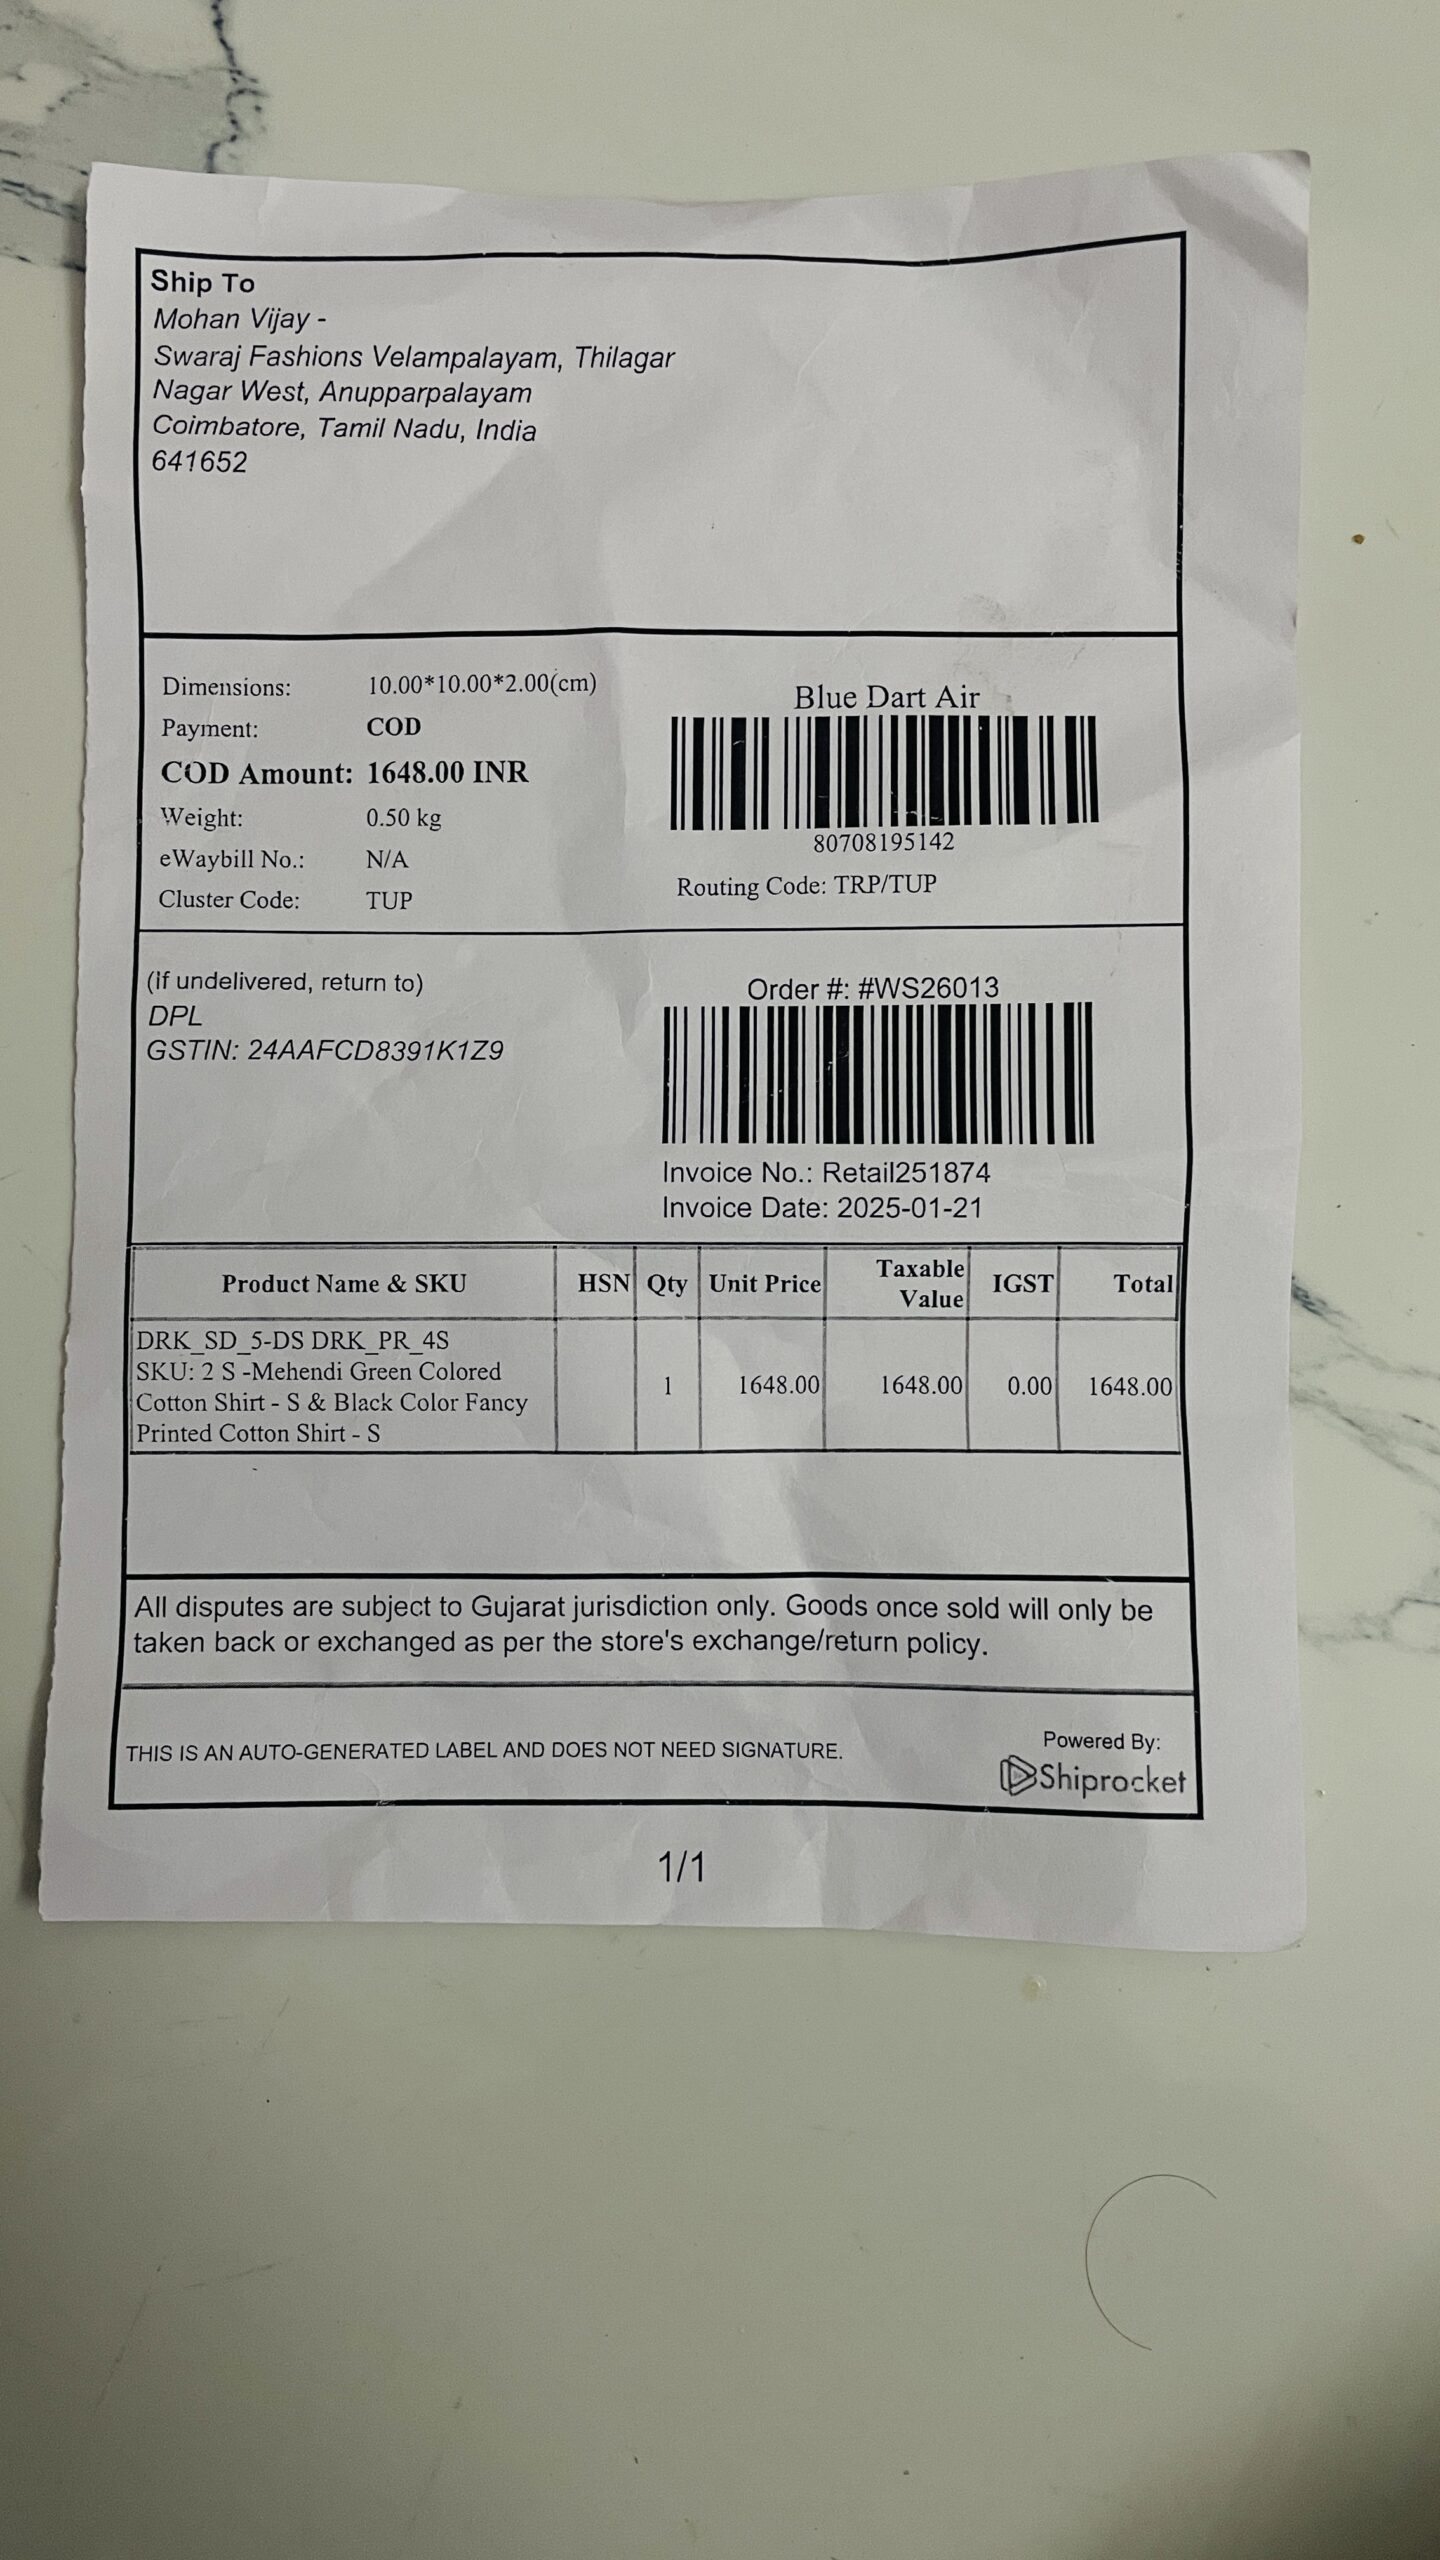 Ship To
Mohan Vijay -
Swaraj Fashions Velampalayam, Thilagar
Nagar West, Anupparpalayam
Coimbatore, Tamil Nadu, India
641652
Dimensions: 10.00*10.00*2.00(cm)
Payment: COD
COD Amount: 1648.00 INR
Weight: 0.50 kg
eWaybill No.: N/A
Cluster Code: TUP
Blue Dart Air
80708195142
Routing Code: TRP/TUP
(If undelivered, return to)
DPL
GSTIN: 24AAFCD8391K1Z9
Order #: #WS26013
Invoice No.: Retail251874
Invoice Date: 2025-01-21
Product Name & SKU HSN Qty Unit Price Taxable Value IGST Total
DRK_SD_5-DS DRK_PR_4S
SKU: 2 S -Mehendi Green Colored
Cotton Shirt - S & Black Color Fancy
Printed Cotton Shirt - S
1 1648.00 1648.00 0.00 1648.00
All disputes are subject to Gujarat jurisdiction only. Goods once sold will only be
taken back or exchanged as per the store's exchange/return policy.
THIS IS AN AUTO-GENERATED LABEL AND DOES NOT NEED SIGNATURE.
Powered By:
Shiprocket
1/1